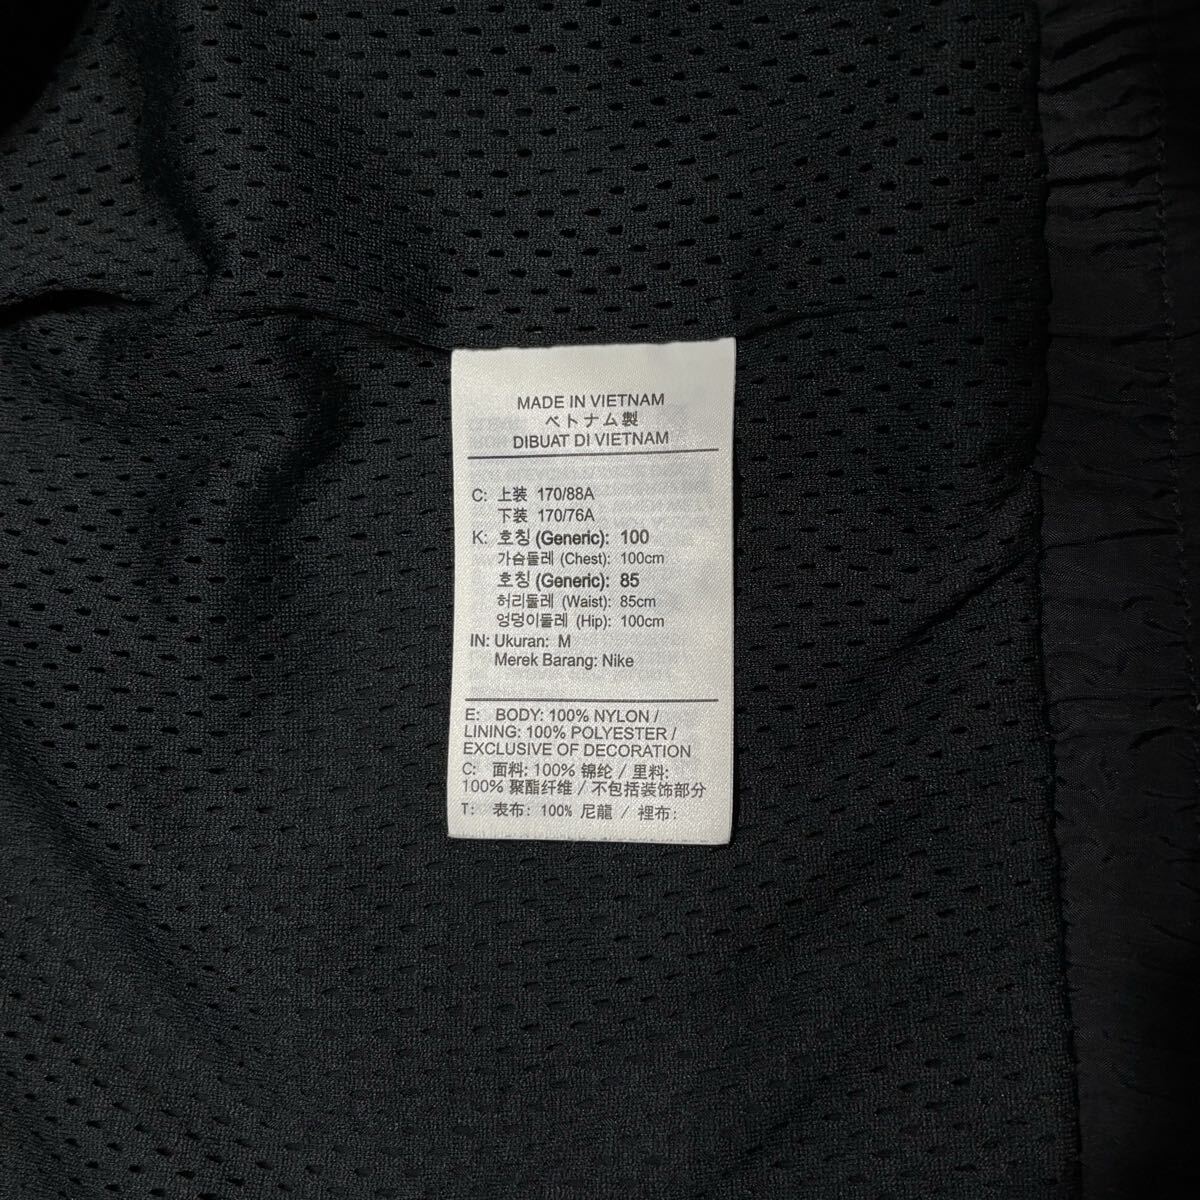 MADE IN VIETNAM
ベトナム製
DIBUAT DI VIETNAM
C: 上装 170/88A
下装 170/76A
K: 호칭 (Generic): 100
가슴둘레 (Chest): 100cm
호칭 (Generic): 85
허리둘레 (Waist): 85cm
엉덩이둘레 (Hip): 100cm
IN: Ukuran: M
Merek Barang: Nike
E: BODY: 100% NYLON /
LINING: 100% POLYESTER /
EXCLUSIVE OF DECORATION
C: 面料: 100% 锦纶 / 里料:
100% 聚酯纤维 / 不包括装饰部分
T: 表布: 100% 尼龍 / 裡布: